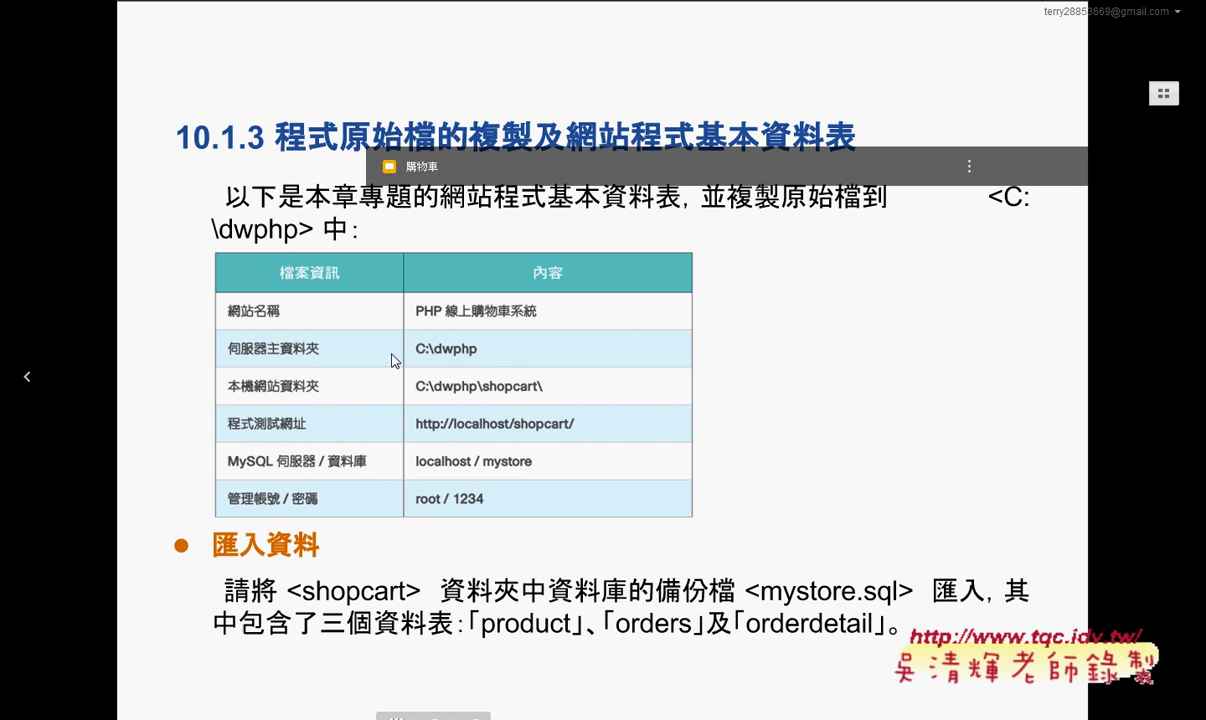 terry28853669@gmail.com
10.1.3 程式原始檔的複製及網站程式基本資料表
購物車
以下是本章專題的網站程式基本資料表, 並複製原始檔到 <C:
\dwphp> 中:
檔案資訊 內容
網站名稱 PHP 線上購物車系統
伺服器主資料夾 C:\dwphp
本機網站資料夾 C:\dwphp\shopcart\
程式測試網址 http://localhost/shopcart/
MySQL 伺服器 / 資料庫 localhost / mystore
管理帳號 / 密碼 root / 1234
● 匯入資料
請將 <shopcart> 資料夾中資料庫的備份檔 <mystore.sql> 匯入, 其
中包含了三個資料表:「product」、「orders」及「orderdetail」。
http://www.tqc.idv.tw/
吳清輝老師錄製